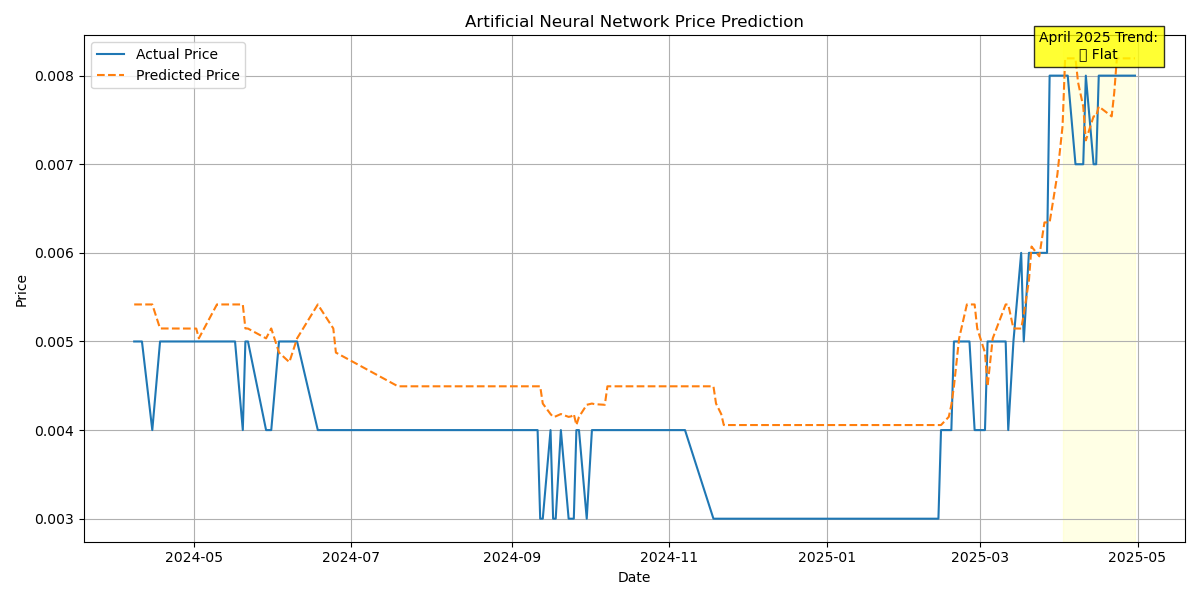 Artificial Neural Network Price Prediction
April 2025 Trend:
Flat
Actual Price
Predicted Price
0.008
0.007
0.006
0.005
0.004
0.003
Price
2024-05
2024-07
2024-09
2024-11
2025-01
2025-03
2025-05
Date